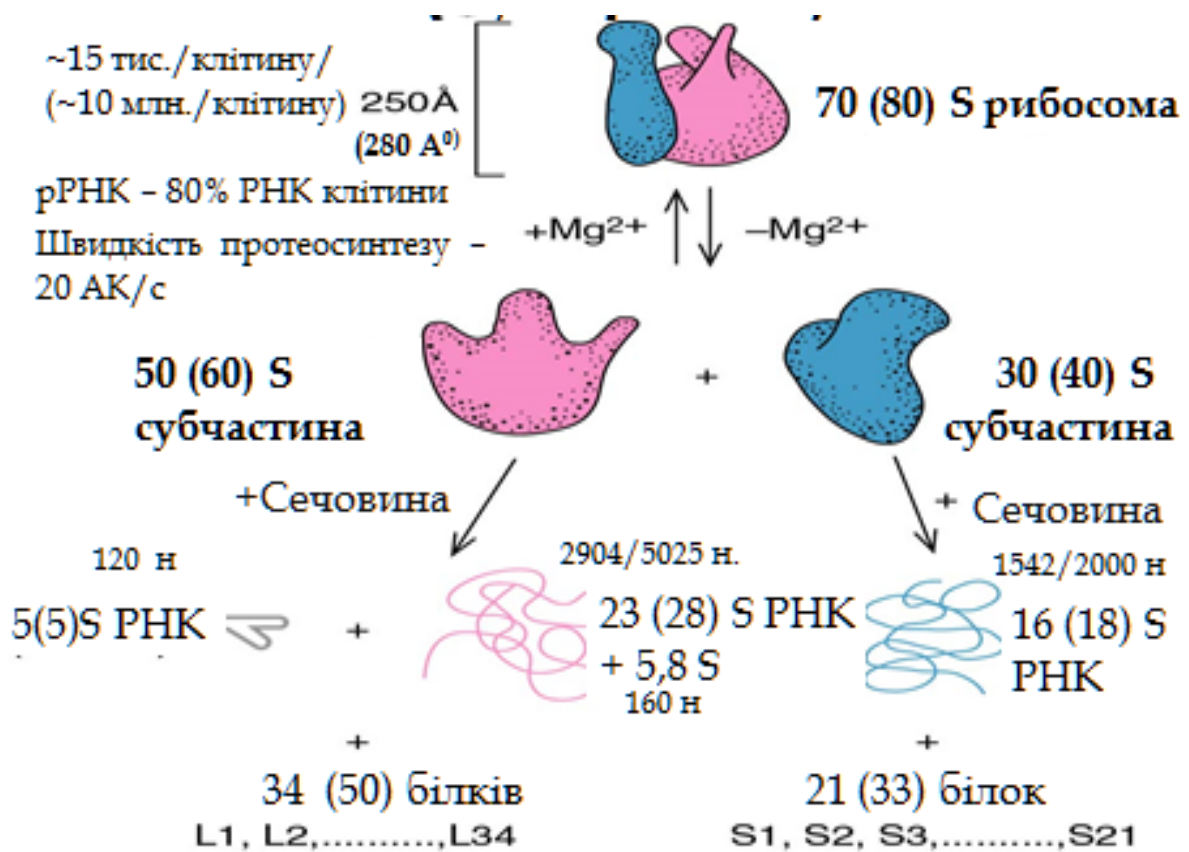 ~15 тис./клітину/
(~10 млн./клітину)
250Å
(280 А⁰)
70 (80) S рибосома
рРНК – 80% РНК клітини
Швидкість протеосинтезу –
20 АК/с
+Mg²⁺
–Mg²⁺
50 (60) S
субчастина
+
30 (40) S
субчастина
+Сечовина
+ Сечовина
120 н
2904/5025 н.
1542/2000 н
5(5)S РНК
+
23 (28) S РНК
+ 5,8 S
160 н
16 (18) S
РНК
+
+
34 (50) білків
21 (33) білок
L1, L2,........,L34
S1, S2, S3,..........,S21